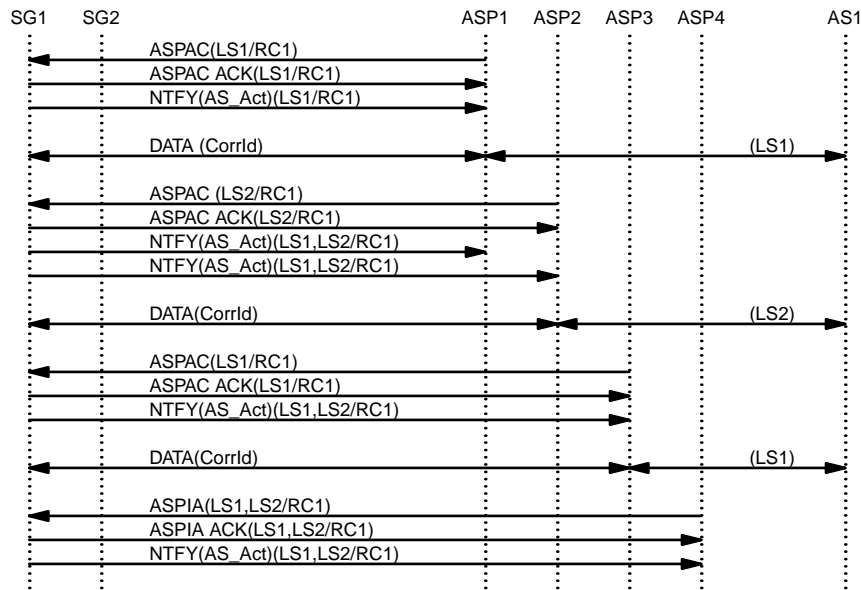 SG1 SG2 ASP1 ASP2 ASP3 ASP4 AS1
ASPAC(LS1/RC1)
ASPAC ACK(LS1/RC1)
NTFY(AS_Act)(LS1/RC1)
DATA (CorrId) (LS1)
ASPAC (LS2/RC1)
ASPAC ACK(LS2/RC1)
NTFY(AS_Act)(LS1,LS2/RC1)
NTFY(AS_Act)(LS1,LS2/RC1)
DATA(CorrId) (LS2)
ASPAC(LS1/RC1)
ASPAC ACK(LS1/RC1)
NTFY(AS_Act)(LS1,LS2/RC1)
DATA(CorrId) (LS1)
ASPIA(LS1,LS2/RC1)
ASPIA ACK(LS1,LS2/RC1)
NTFY(AS_Act)(LS1,LS2/RC1)